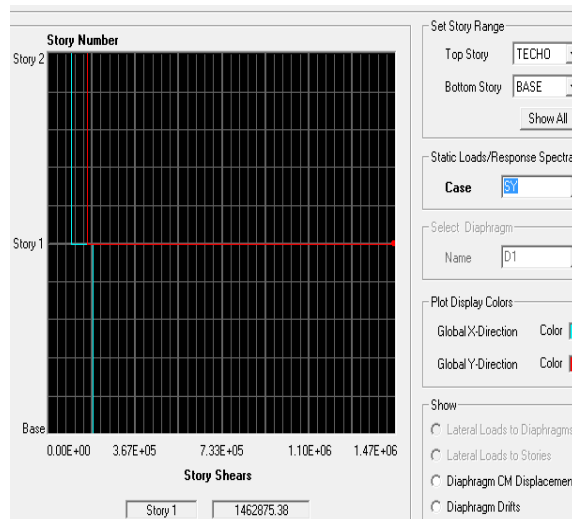 Story Number
Story 2
Story 1
Base
0.00E+00 3.67E+05 7.33E+05 1.10E+06 1.47E+06
Story Shears
Story 1 1462875.38
Set Story Range
Top Story TECHO
Bottom Story BASE
Show All
Static Loads/Response Spectra
Case SY
Select Diaphragm
Name D1
Plot Display Colors
Global X-Direction Color
Global Y-Direction Color
Show
Lateral Loads to Diaphragms
Lateral Loads to Stories
Diaphragm CM Displacemen
Diaphragm Drifts